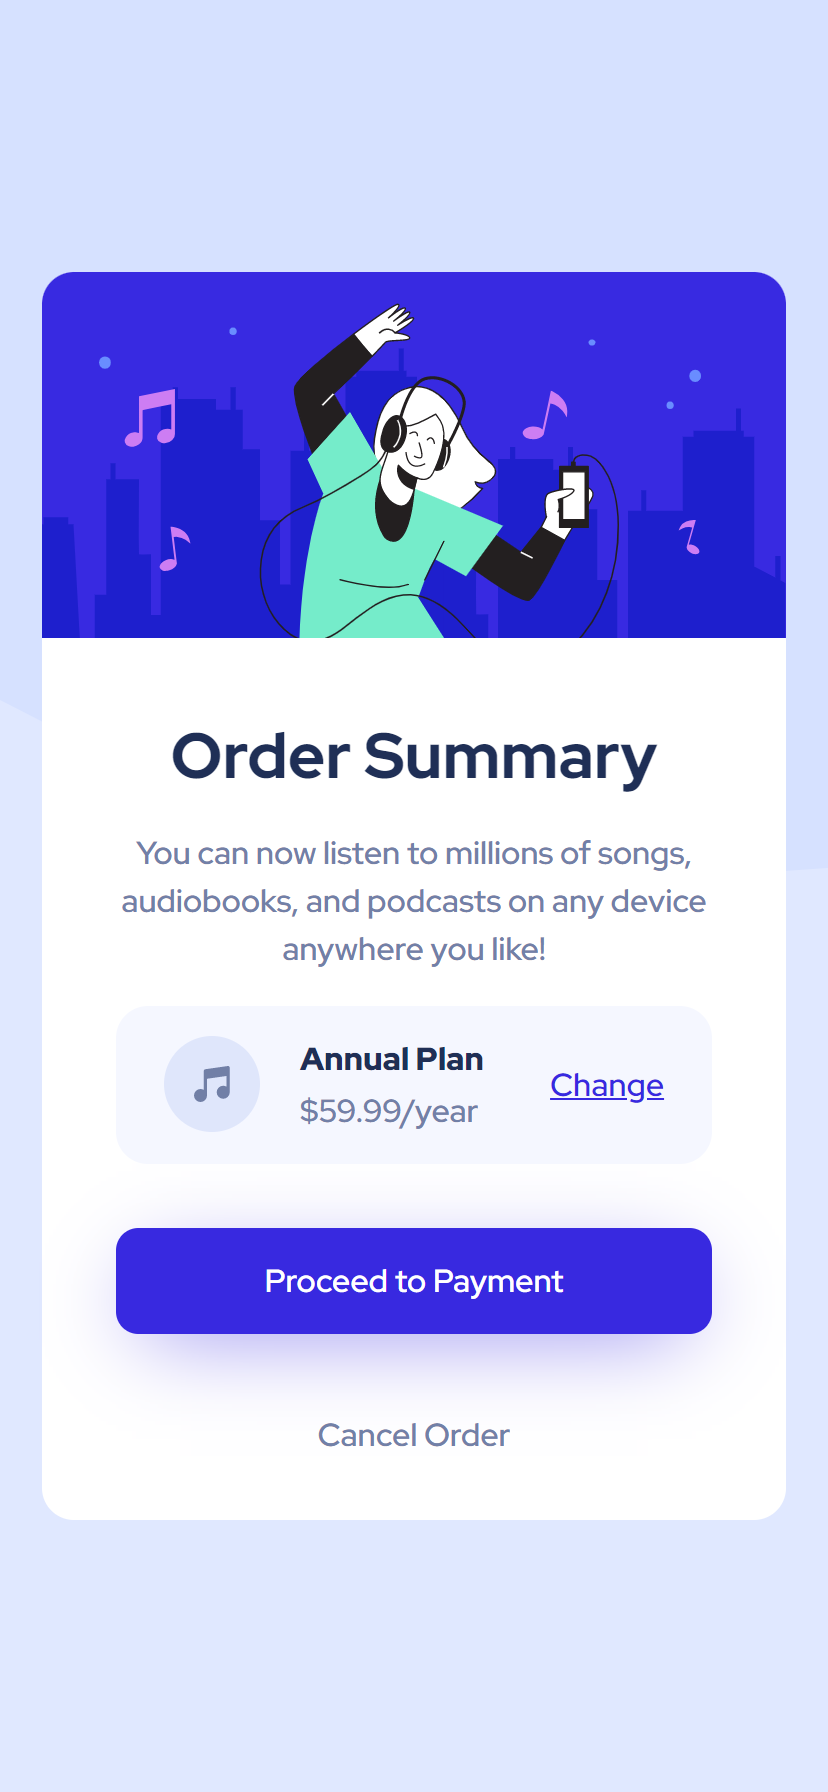 Order Summary
You can now listen to millions of songs,
audiobooks, and podcasts on any device
anywhere you like!
Annual Plan
$59.99/year
Change
Proceed to Payment
Cancel Order